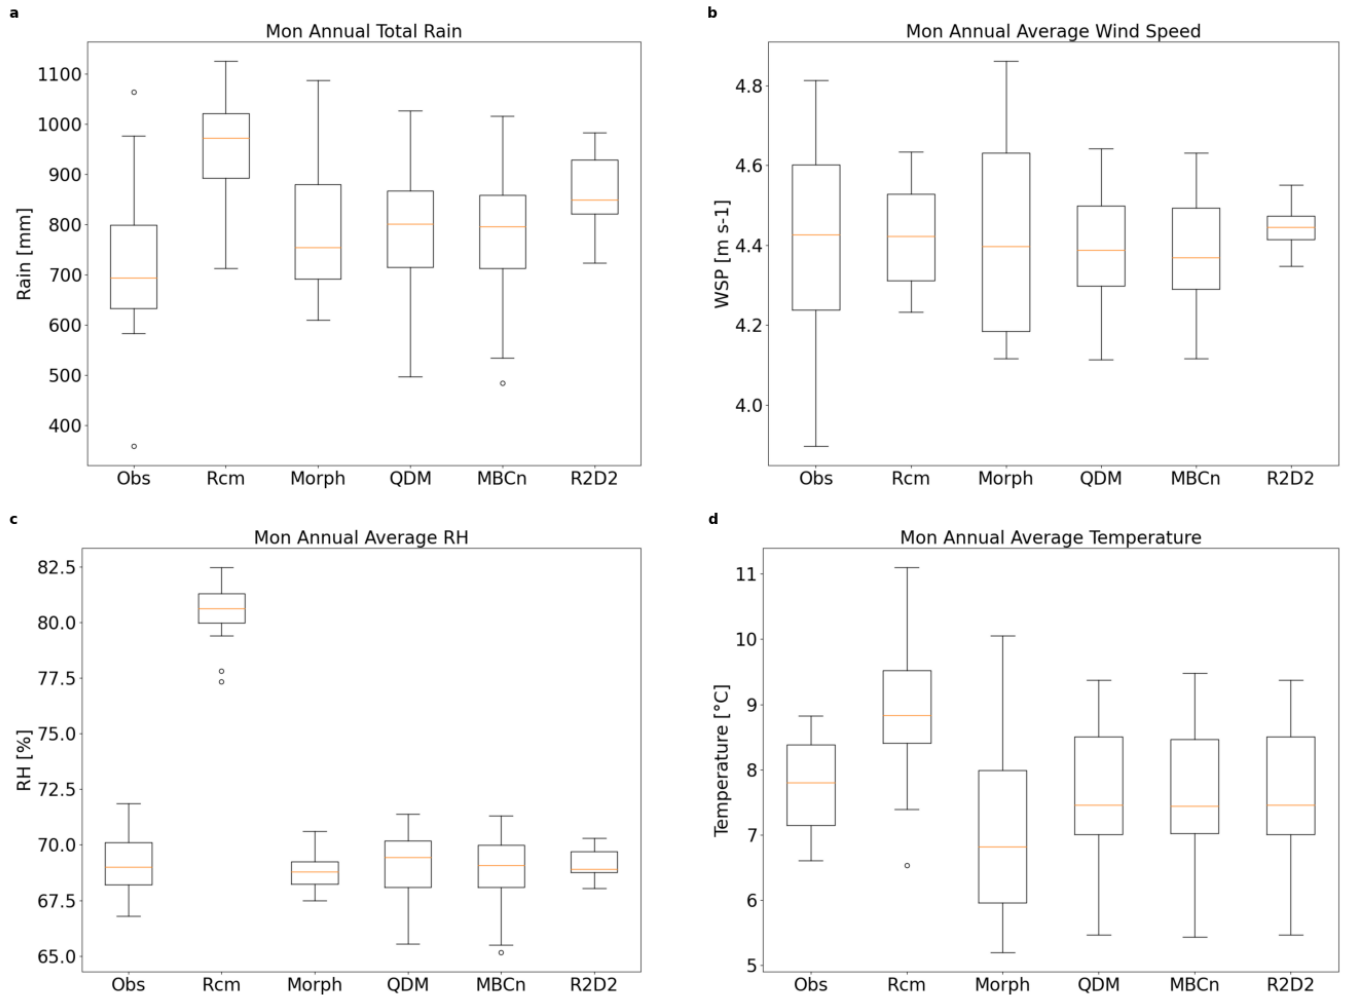 a
Mon Annual Total Rain
Rain [mm]
1100
1000
900
800
700
600
500
400
Obs Rcm Morph QDM MBCn R2D2
b
Mon Annual Average Wind Speed
WSP [m s-1]
4.8
4.6
4.4
4.2
4.0
Obs Rcm Morph QDM MBCn R2D2
c
Mon Annual Average RH
RH [%]
82.5
80.0
77.5
75.0
72.5
70.0
67.5
65.0
Obs Rcm Morph QDM MBCn R2D2
d
Mon Annual Average Temperature
Temperature [°C]
11
10
9
8
7
6
5
Obs Rcm Morph QDM MBCn R2D2